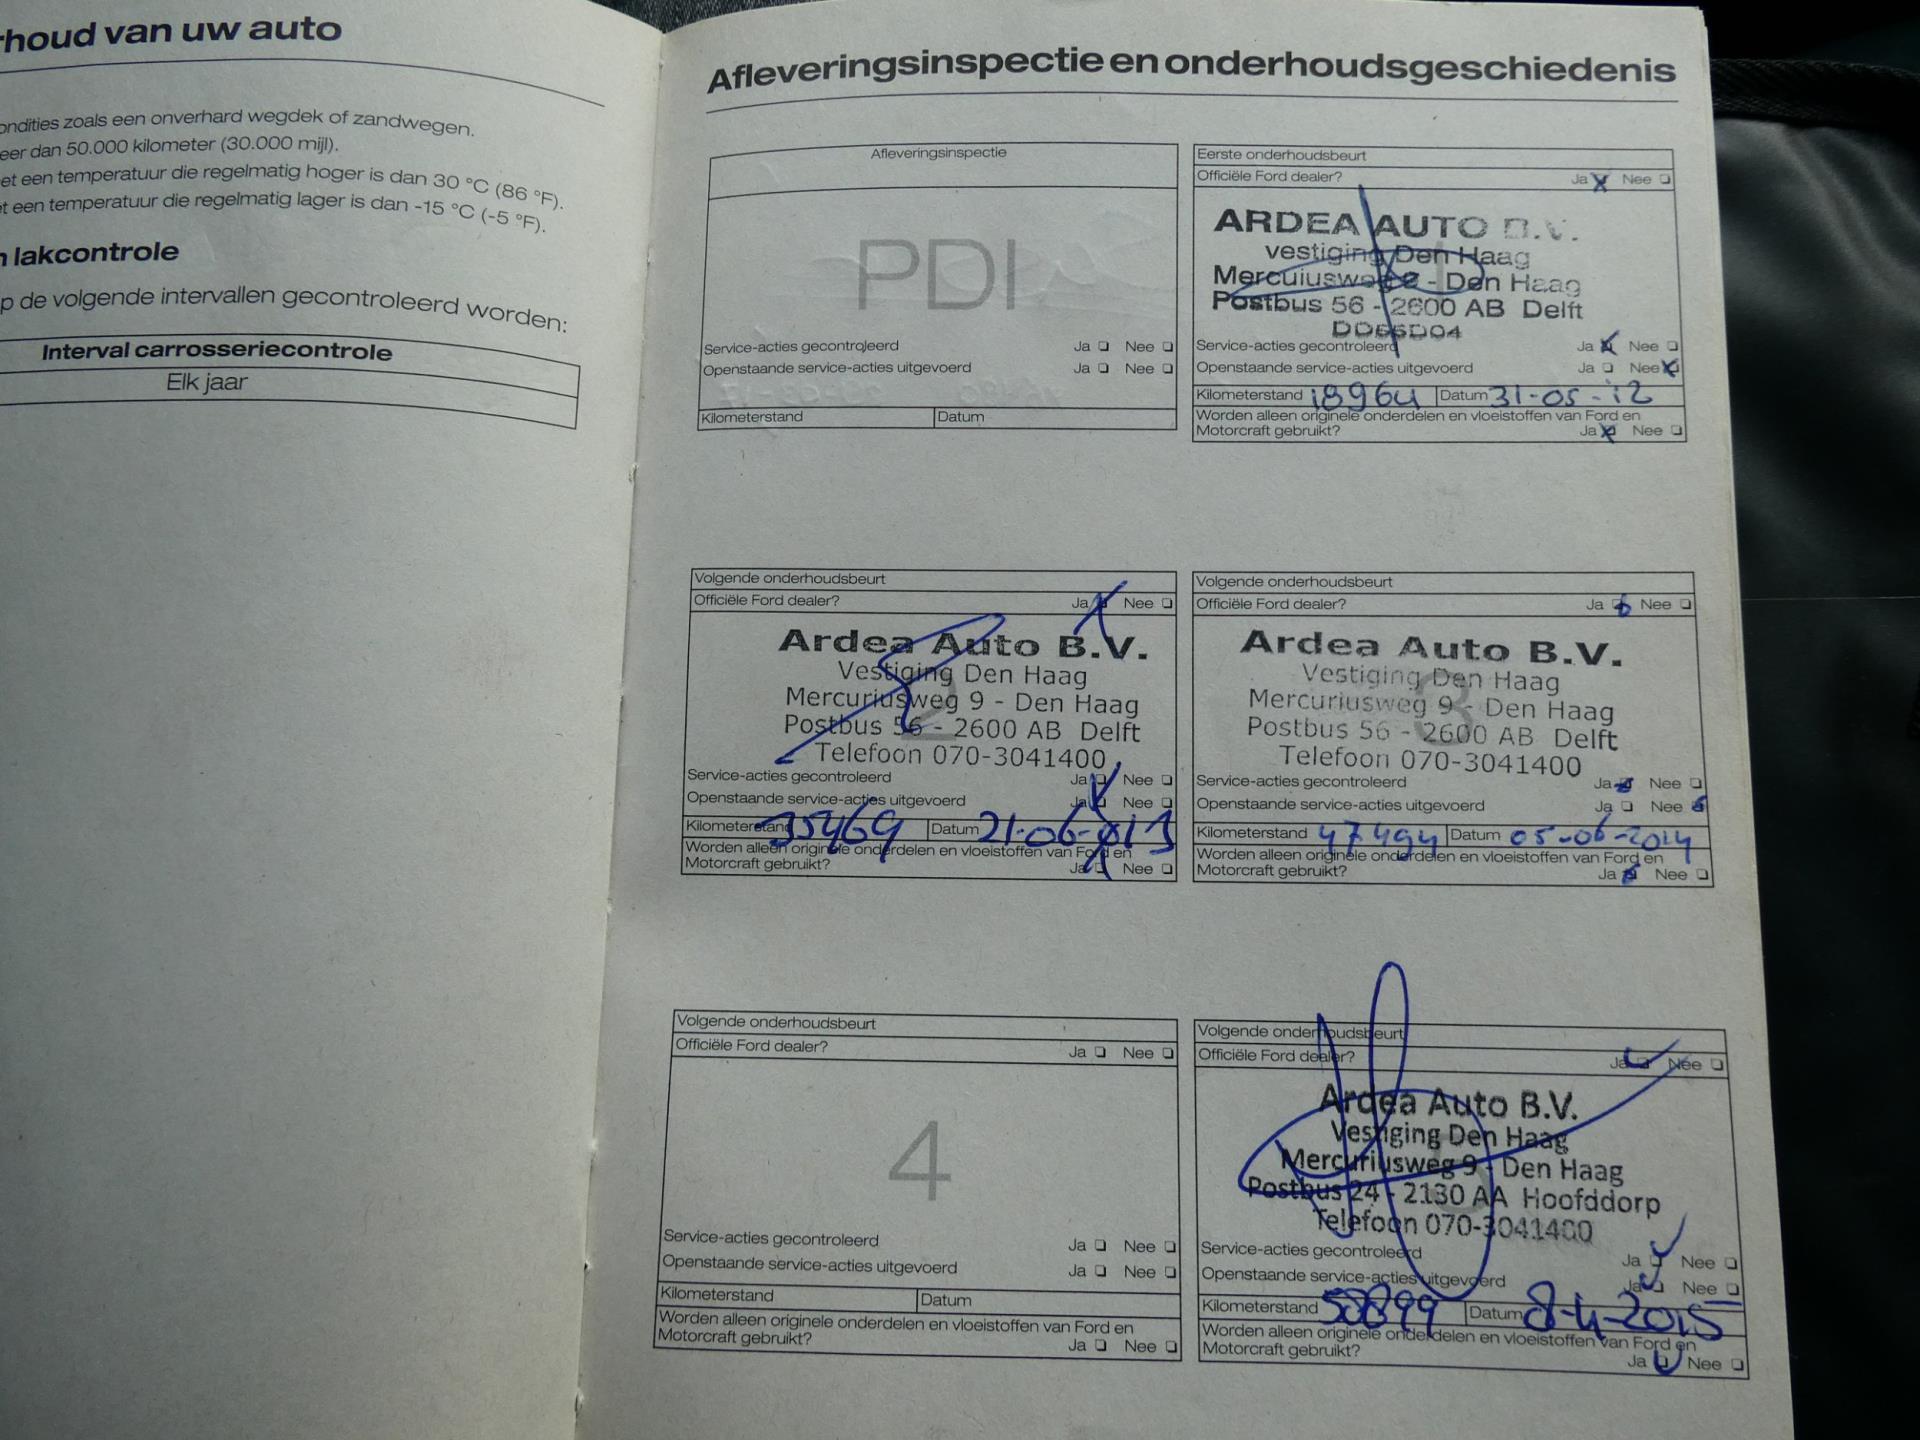 rhoud van uw auto
ondities zoals een onverhard wegdek of zandwegen.
eer dan 50.000 kilometer (30.000 mijl).
et een temperatuur die regelmatig hoger is dan 30 °C (86 °F).
t een temperatuur die regelmatig lager is dan -15 °C (-5 °F).
n lakcontrole
p de volgende intervallen gecontroleerd worden:
Interval carrosseriecontrole
Elk jaar
Afleveringsinspectie en onderhoudsgeschiedenis
Afleveringsinspectie
PDI
Service-acties gecontroleerd Ja Nee
Openstaande service-acties uitgevoerd Ja Nee
Kilometerstand Datum
Eerste onderhoudsbeurt
Officiële Ford dealer? Ja Nee
1
ARDEA AUTO B.V.
vestiging Den Haag
Mercuriusweg 9 - Den Haag
Postbus 56 - 2600 AB Delft
Service-acties gecontroleerd Ja Nee
Openstaande service-acties uitgevoerd Ja Nee
Kilometerstand 18964 Datum 31-05-'12
Worden alleen originele onderdelen en vloeistoffen van Ford en
Motorcraft gebruikt? Ja Nee
Volgende onderhoudsbeurt
Officiële Ford dealer? Ja Nee
2
Ardea Auto B.V.
Vestiging Den Haag
Mercuriusweg 9 - Den Haag
Postbus 56 - 2600 AB Delft
Telefoon 070-3041400
Service-acties gecontroleerd Ja Nee
Openstaande service-acties uitgevoerd Ja Nee
Kilometerstand 35469 Datum 21-06-2013
Worden alleen originele onderdelen en vloeistoffen van Ford en
Motorcraft gebruikt? Ja Nee
Volgende onderhoudsbeurt
Officiële Ford dealer? Ja Nee
3
Ardea Auto B.V.
Vestiging Den Haag
Mercuriusweg 9 - Den Haag
Postbus 56 - 2600 AB Delft
Telefoon 070-3041400
Service-acties gecontroleerd Ja Nee
Openstaande service-acties uitgevoerd Ja Nee
Kilometerstand 47494 Datum 05-06-2014
Worden alleen originele onderdelen en vloeistoffen van Ford en
Motorcraft gebruikt? Ja Nee
Volgende onderhoudsbeurt
Officiële Ford dealer? Ja Nee
4
Service-acties gecontroleerd Ja Nee
Openstaande service-acties uitgevoerd Ja Nee
Kilometerstand Datum
Worden alleen originele onderdelen en vloeistoffen van Ford en
Motorcraft gebruikt? Ja Nee
Volgende onderhoudsbeurt
Officiële Ford dealer? Ja Nee
Ardea Auto B.V.
Vestiging Den Haag
Mercuriusweg 9 - Den Haag
Postbus 24 - 2130 AA Hoofddorp
Telefoon 070-3041400
Service-acties gecontroleerd Ja Nee
Openstaande service-acties uitgevoerd Ja Nee
Kilometerstand 58899 Datum 8-4-2015
Worden alleen originele onderdelen en vloeistoffen van Ford en
Motorcraft gebruikt? Ja Nee